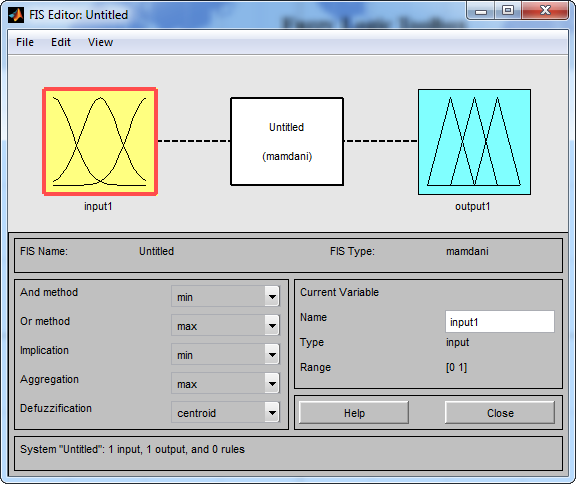 FIS Editor: Untitled
File Edit View
Untitled
(mamdani)
input1
output1
FIS Name: Untitled FIS Type: mamdani
And method min
Or method max
Implication min
Aggregation max
Defuzzification centroid
Current Variable
Name input1
Type input
Range [0 1]
Help Close
System "Untitled": 1 input, 1 output, and 0 rules